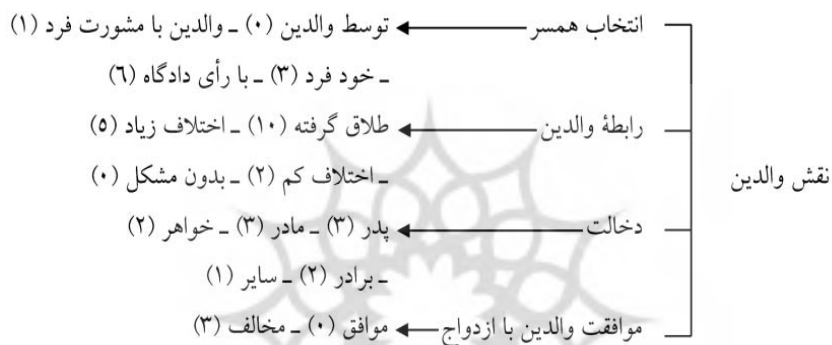 انتخاب همسر توسط والدین (۰) ـ والدین با مشورت فرد (۱)
ـ خود فرد (۳) ـ با رأی دادگاه (٦)
رابطهٔ والدین طلاق گرفته (۱۰) ـ اختلاف زیاد (٥)
ـ اختلاف کم (۲) ـ بدون مشکل (۰)
نقش والدین
دخالت پدر (۳) ـ مادر (۳) ـ خواهر (۲)
ـ برادر (۲) ـ سایر (۱)
موافقت والدین با ازدواج موافق (۰) ـ مخالف (۳)